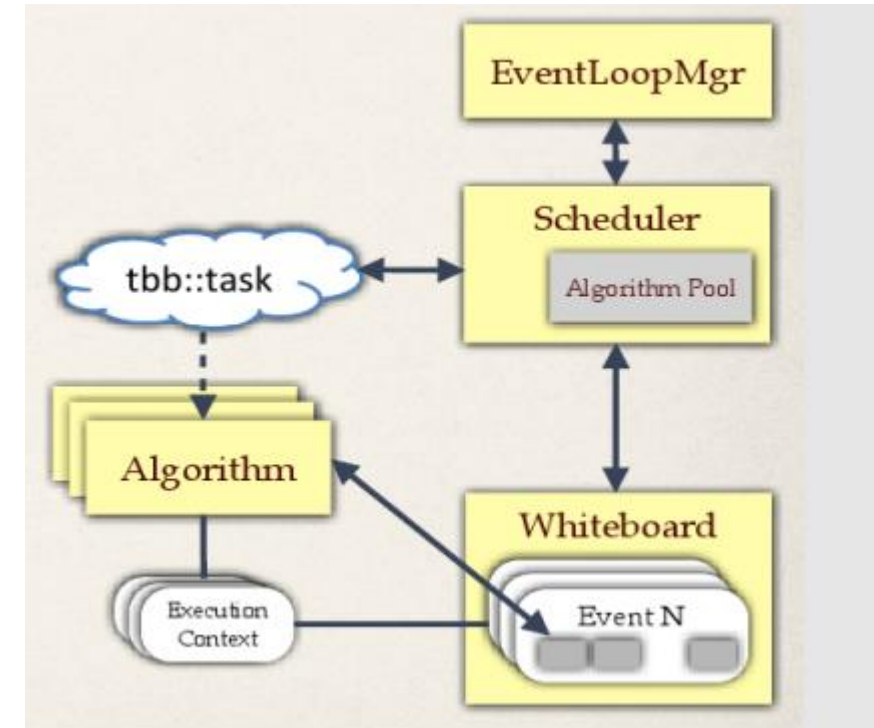 EventLoopMgr
Scheduler
Algorithm Pool
tbb::task
Algorithm
Execution
Context
Whiteboard
Event N